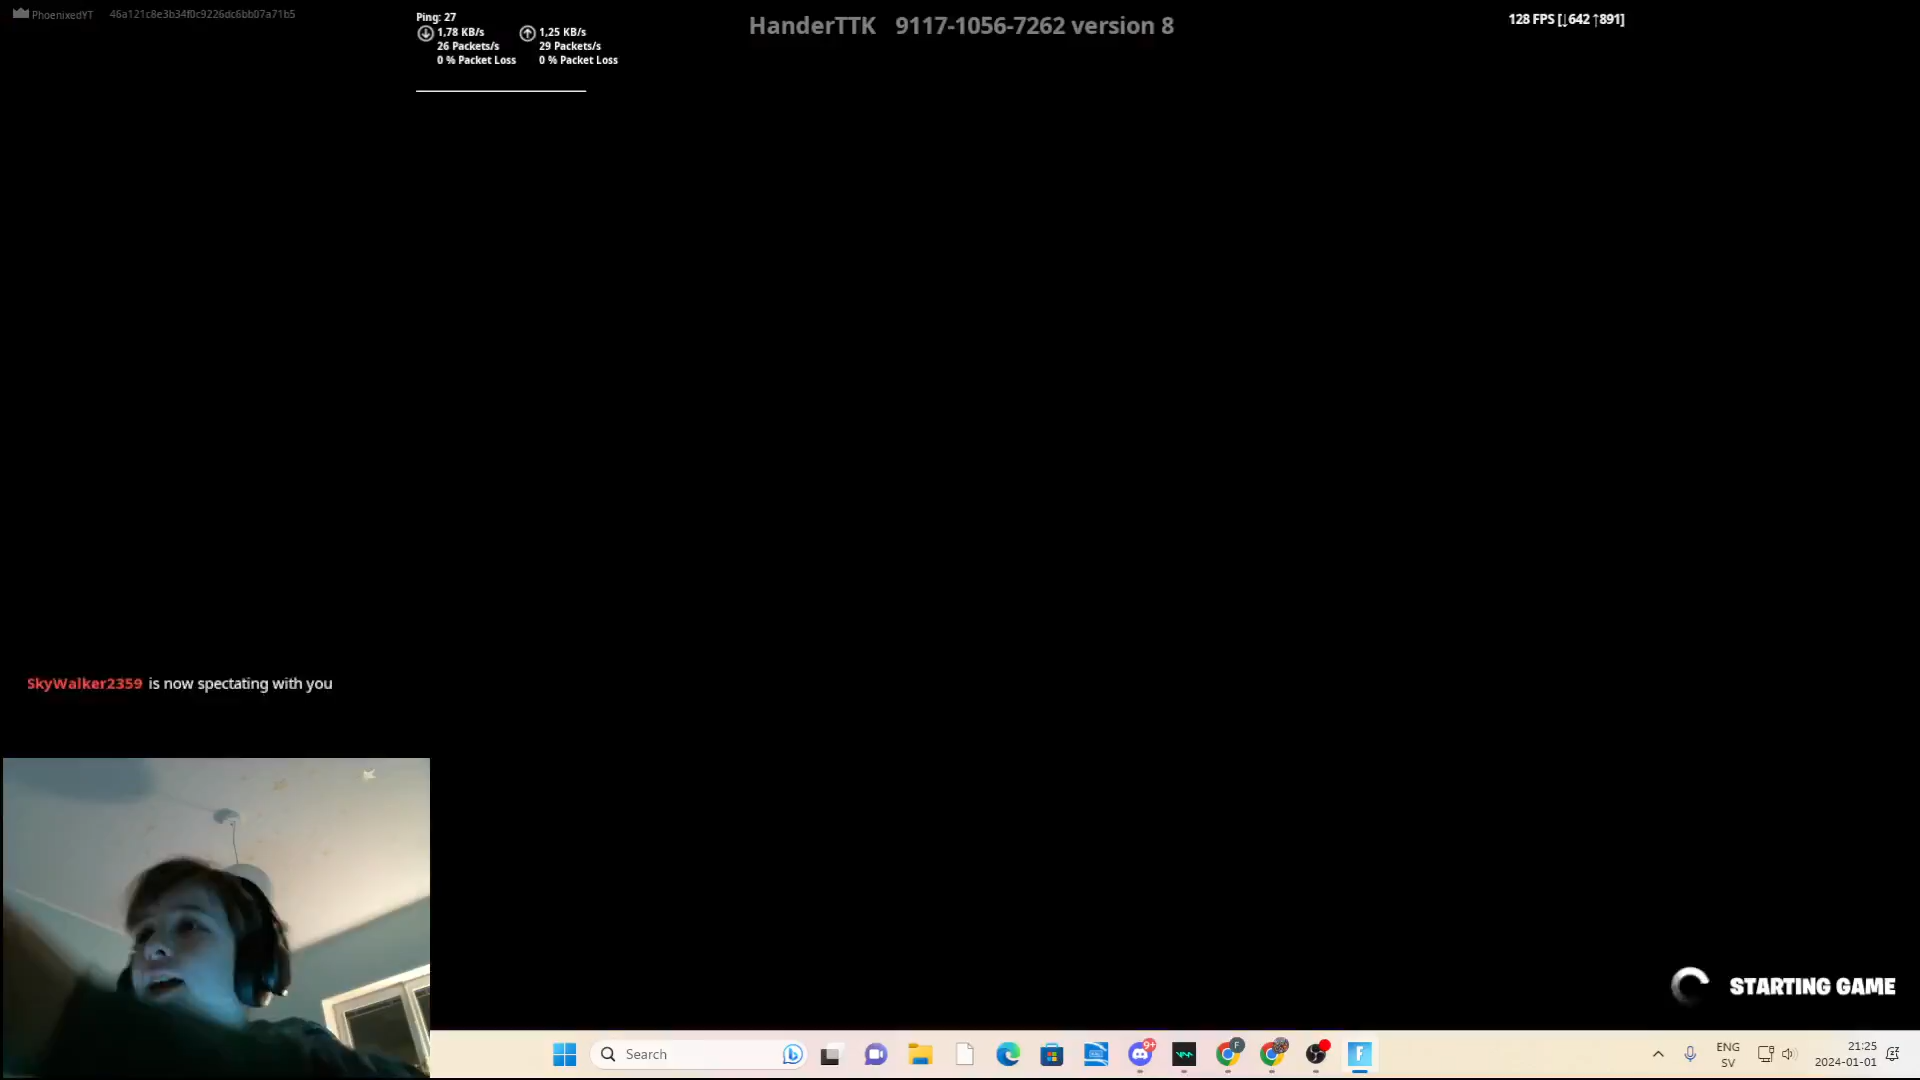 PhoenixedYT 46a121c8e3b34f0c9226dc6bb07a71b5
Ping: 27
1,78 KB/s 1,25 KB/s
26 Packets/s 29 Packets/s
0 % Packet Loss 0 % Packet Loss
HanderTTK 9117-1056-7262 version 8
128 FPS [↓642 ↑891]
SkyWalker2359 is now spectating with you
STARTING GAME
Search
9+
F
F
ENG
SV
21:25
2024-01-01